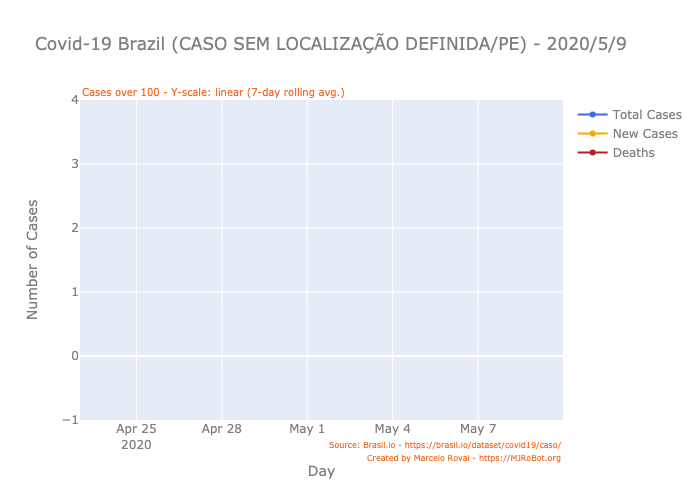 Covid-19 Brazil (CASO SEM LOCALIZAÇÃO DEFINIDA/PE) - 2020/5/9
Cases over 100 - Y-scale: linear (7-day rolling avg.)
Total Cases
New Cases
Deaths
4
3
2
1
0
−1
Number of Cases
Apr 25
2020
Apr 28
May 1
May 4
May 7
Source: Brasil.io - https://brasil.io/dataset/covid19/caso/
Created by Marcelo Rovai - https://MJRoBot.org
Day